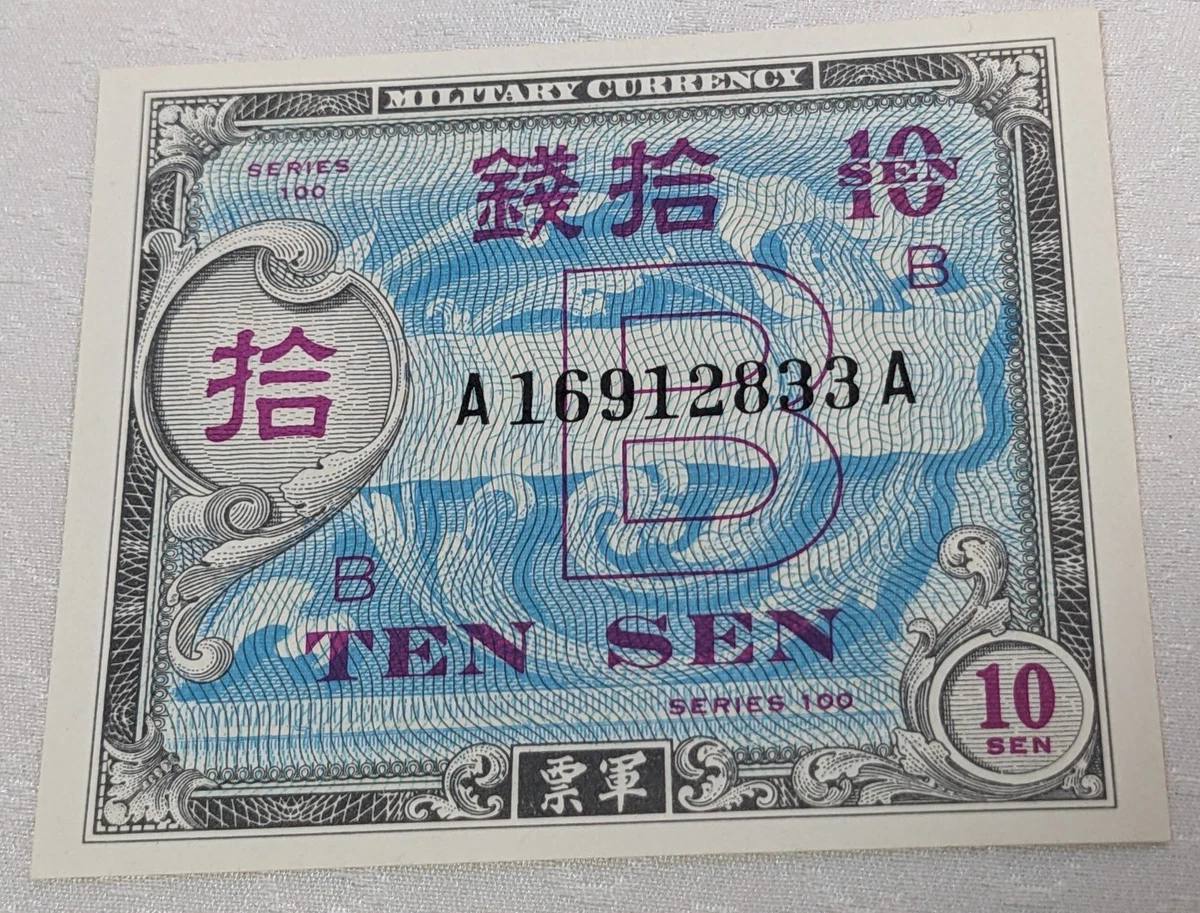 MILITARY CURRENCY
SERIES
100
錢拾
10
SEN
B
拾
B
A16912833A
B
TEN SEN
SERIES 100
10
SEN
票軍